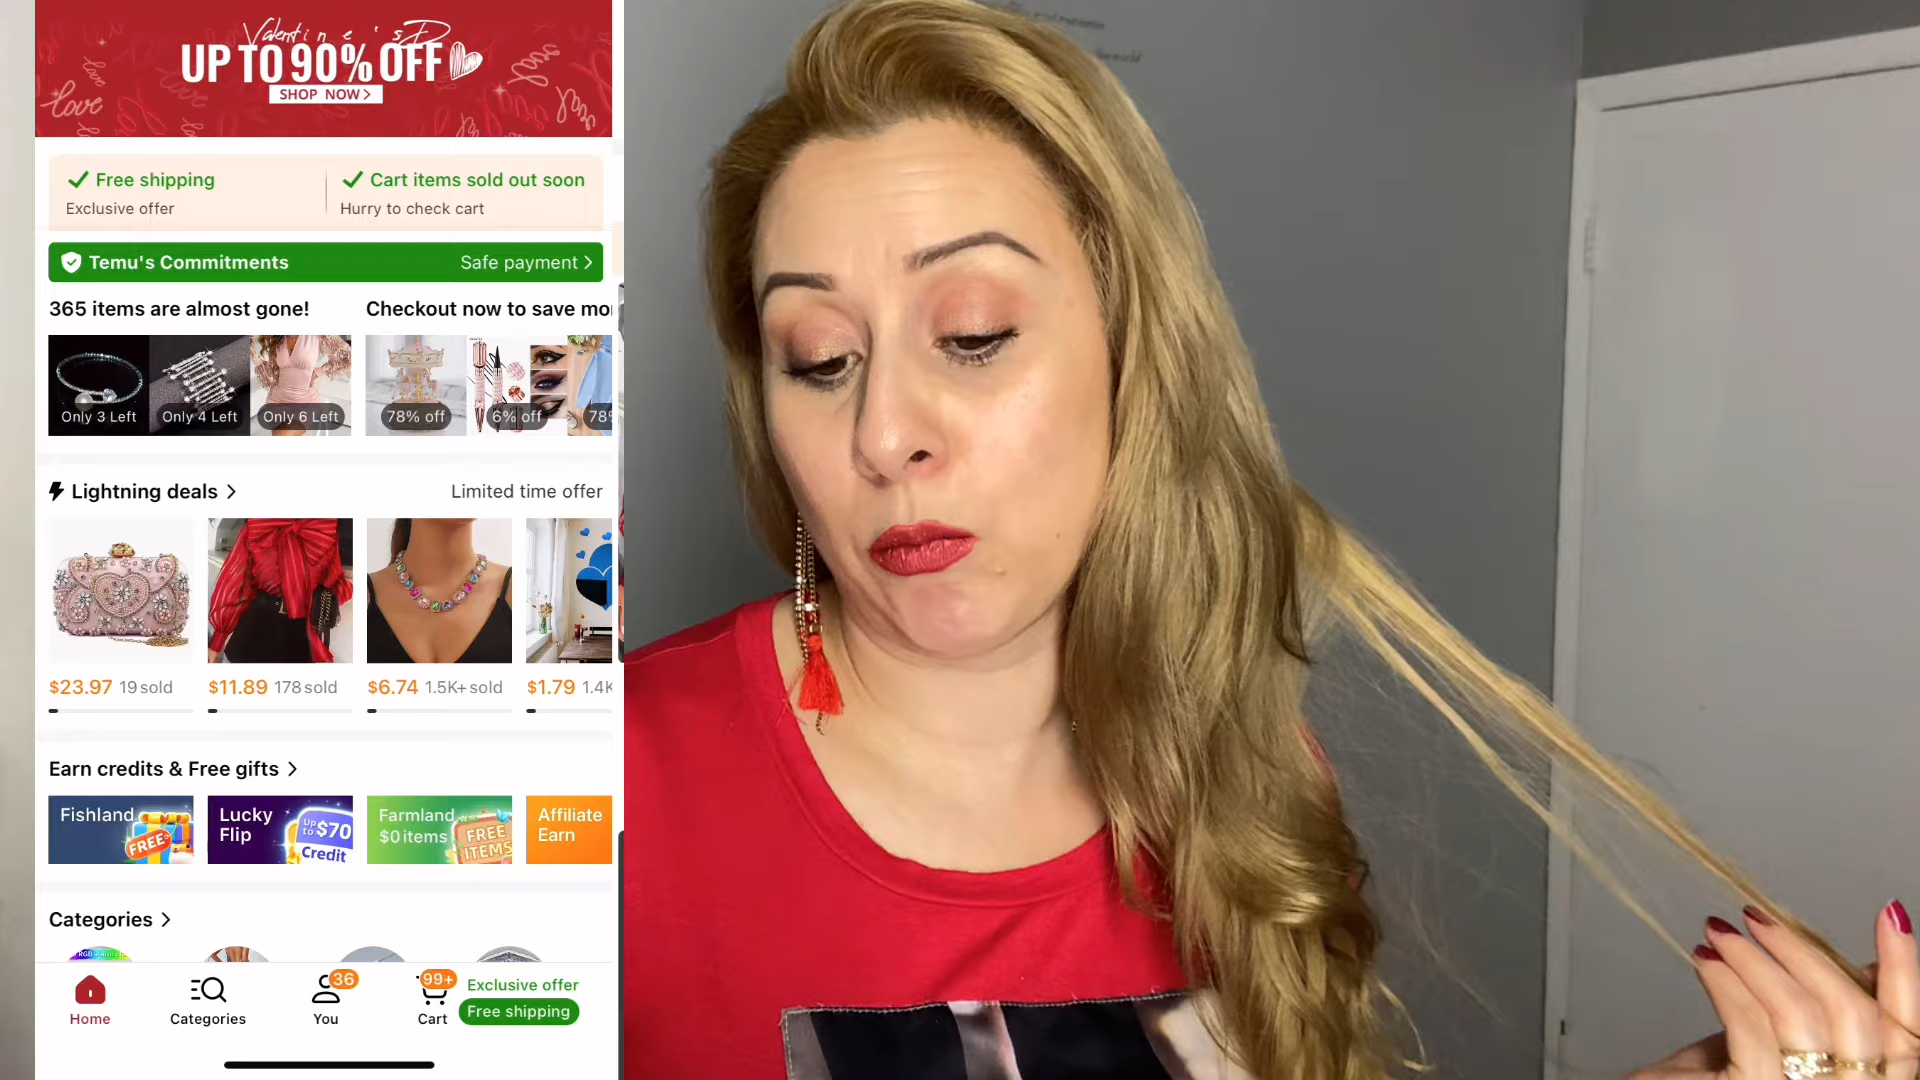 Valentine's D
UP TO 90% OFF
SHOP NOW >
love
Free shipping
Exclusive offer
Cart items sold out soon
Hurry to check cart
Temu's Commitments
Safe payment >
365 items are almost gone!
Checkout now to save mo
Only 3 Left
Only 4 Left
Only 6 Left
78% off
6% off
78
Lightning deals >
Limited time offer
$23.97 19 sold
$11.89 178 sold
$6.74 1.5K+ sold
$1.79 1.4K
Earn credits & Free gifts >
Fishland
FREE
Lucky
Flip
Up to $70
Credit
Farmland
$0 items
FREE
ITEMS
Affiliate
Earn
Categories >
Home
Categories
36
You
99+
Cart
Exclusive offer
Free shipping